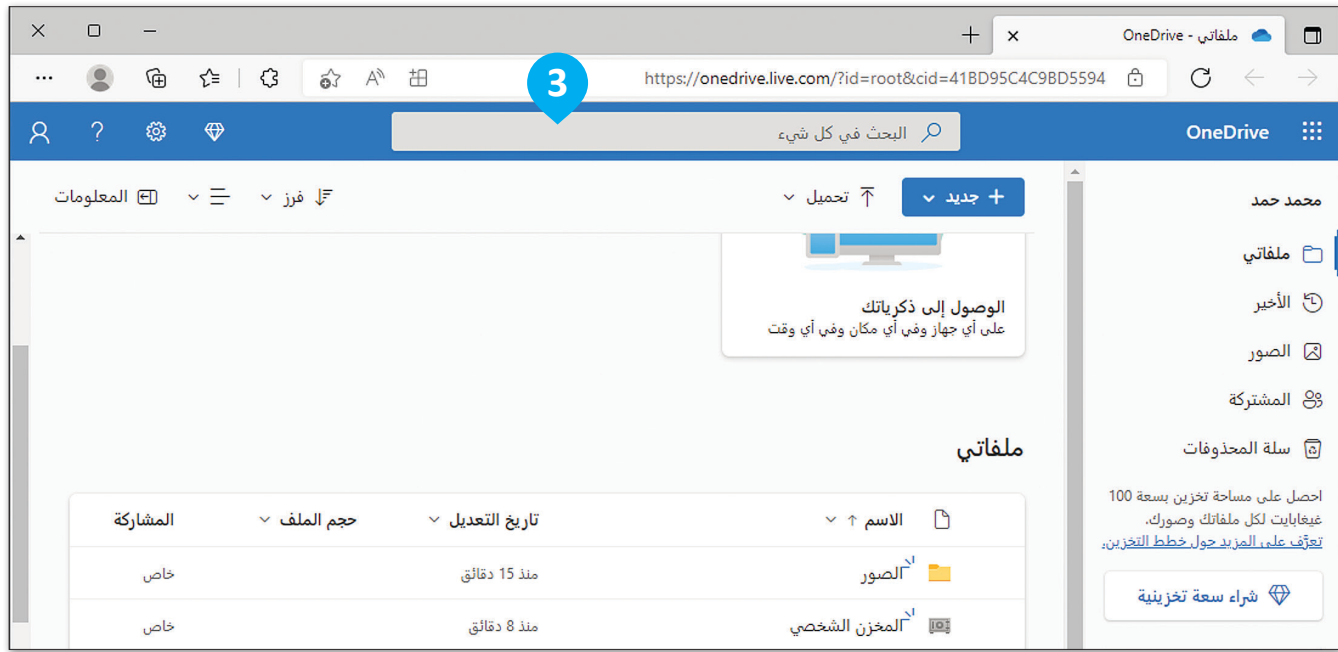 ملفاتي - OneDrive
https://onedrive.live.com/?id=root&cid=41BD95C4C9BD5594
3
OneDrive
البحث في كل شيء
?
محمد حمد
ملفاتي
الأخير
الصور
المشتركة
سلة المحذوفات
احصل على مساحة تخزين بسعة 100
غيغابايت لكل ملفاتك وصورك.
تعرّف على المزيد حول خطط التخزين.
شراء سعة تخزينية
+ جديد
تحميل
فرز
المعلومات
الوصول إلى ذكرياتك
على أي جهاز وفي أي مكان وفي أي وقت
ملفاتي
الاسم ↑ تاريخ التعديل حجم الملف المشاركة
الصور منذ 15 دقائق خاص
المخزن الشخصي منذ 8 دقائق خاص